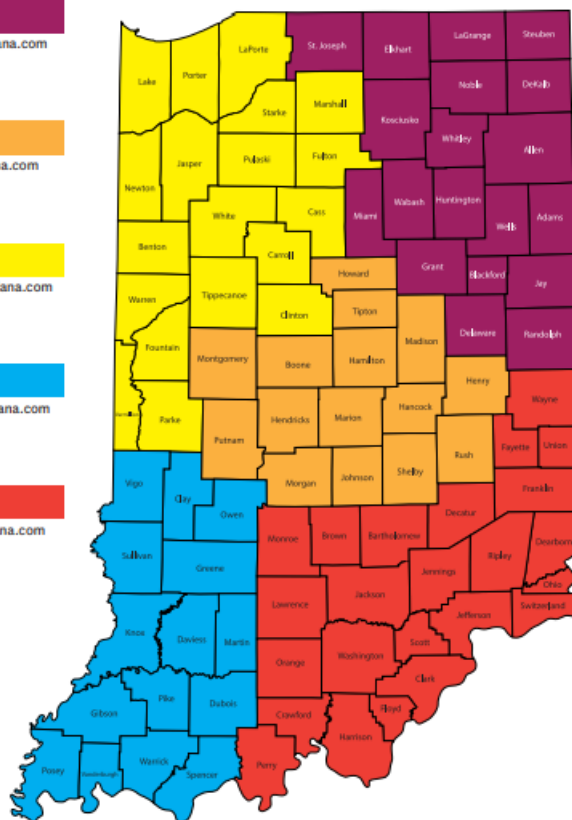 ana.com
a.com
ana.com
ana.com
na.com
LaPorte
St. Joseph
Elkhart
LaGrange
Steuben
Lake
Porter
Noble
DeKalb
Starke
Marshall
Kosciusko
Whitley
Allen
Newton
Jasper
Pulaski
Fulton
Miami
Wabash
Huntington
Wells
Adams
White
Cass
Benton
Carroll
Grant
Blackford
Jay
Howard
Warren
Tippecanoe
Clinton
Tipton
Madison
Delaware
Randolph
Fountain
Montgomery
Boone
Hamilton
Henry
Wayne
Parke
Putnam
Hendricks
Marion
Hancock
Rush
Fayette
Union
Morgan
Johnson
Shelby
Franklin
Vigo
Clay
Owen
Monroe
Brown
Bartholomew
Decatur
Sullivan
Greene
Jennings
Ripley
Dearborn
Ohio
Knox
Daviess
Martin
Lawrence
Jackson
Jefferson
Switzerland
Orange
Washington
Scott
Clark
Gibson
Pike
Dubois
Crawford
Floyd
Harrison
Posey
Vanderburgh
Warrick
Spencer
Perry